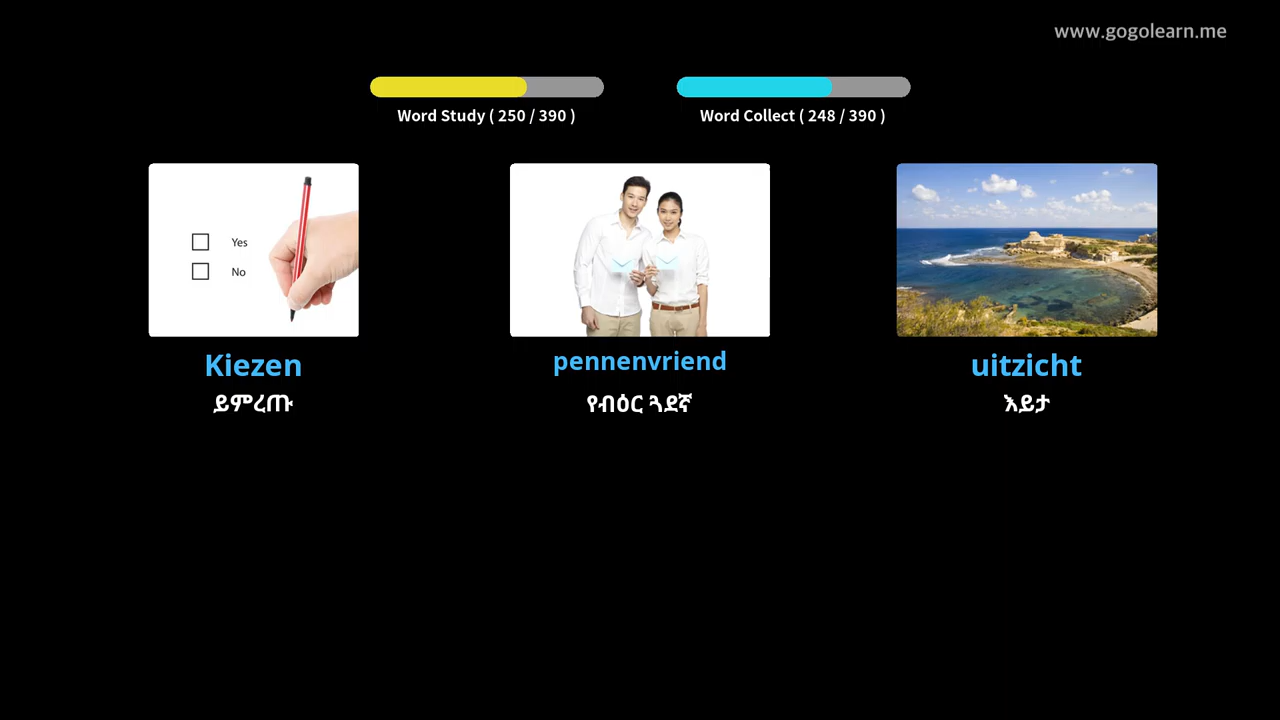 www.gogolearn.me
Word Study ( 250 / 390 )
Word Collect ( 248 / 390 )
Yes
No
Kiezen
pennenvriend
uitzicht
ይምረጡ
የብዕር ጓደኛ
እይታ